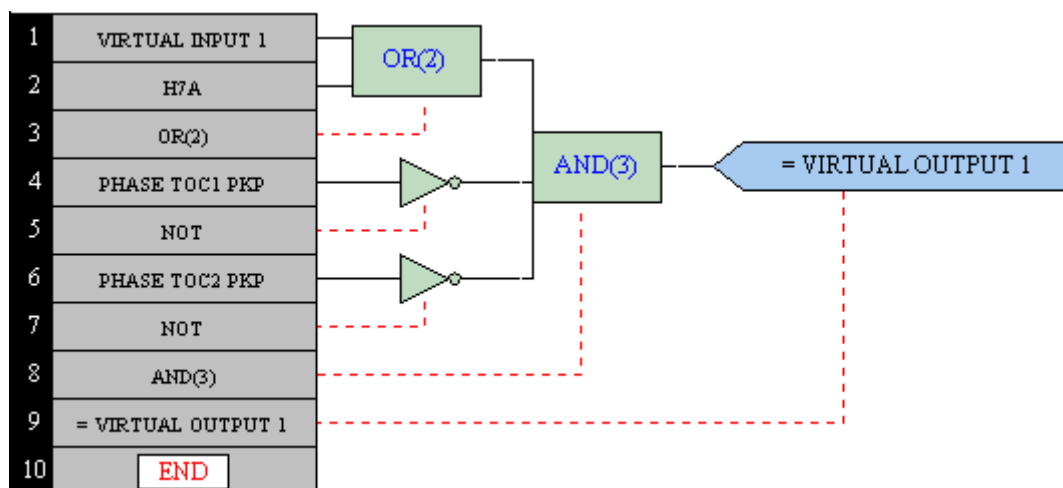 1 VIRTUAL INPUT 1
2 H7A
3 OR(2)
4 PHASE TOC1 PKP
5 NOT
6 PHASE TOC2 PKP
7 NOT
8 AND(3)
9 = VIRTUAL OUTPUT 1
10 END
OR(2)
AND(3)
= VIRTUAL OUTPUT 1